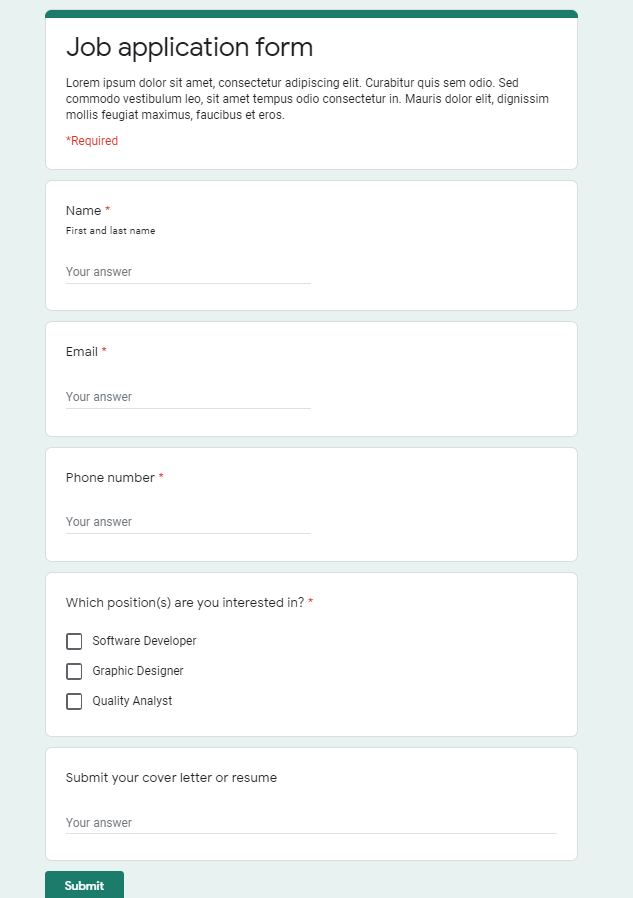 Job application form
Lorem ipsum dolor sit amet, consectetur adipiscing elit. Curabitur quis sem odio. Sed
commodo vestibulum leo, sit amet tempus odio consectetur in. Mauris dolor elit, dignissim
mollis feugiat maximus, faucibus et eros.
*Required
Name *
First and last name
Your answer
Email *
Your answer
Phone number *
Your answer
Which position(s) are you interested in? *
Software Developer
Graphic Designer
Quality Analyst
Submit your cover letter or resume
Your answer
Submit